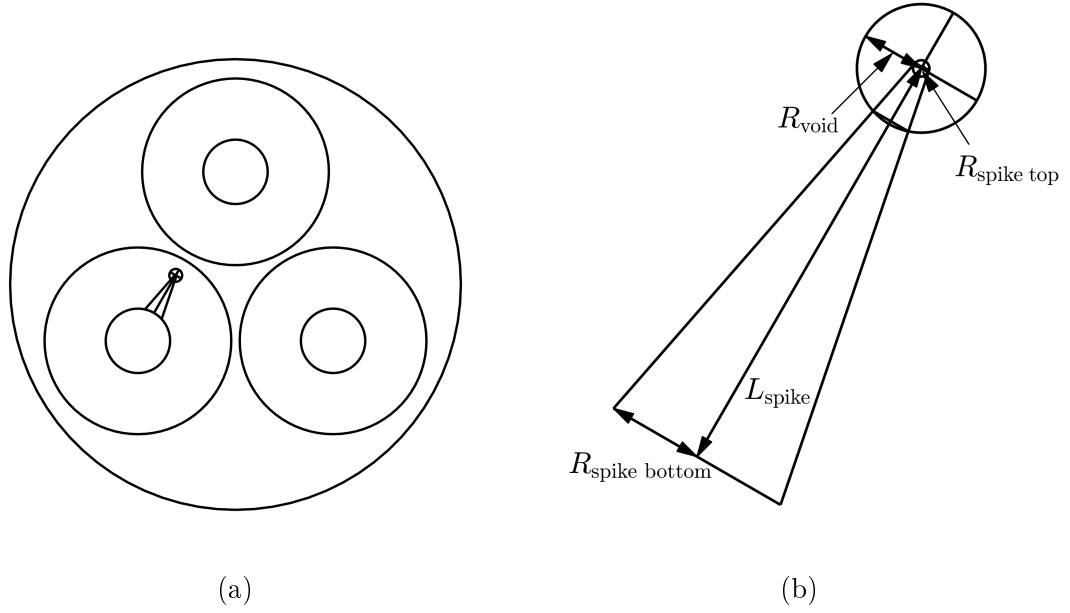 R_void
R_spike top
L_spike
R_spike bottom
(a)
(b)